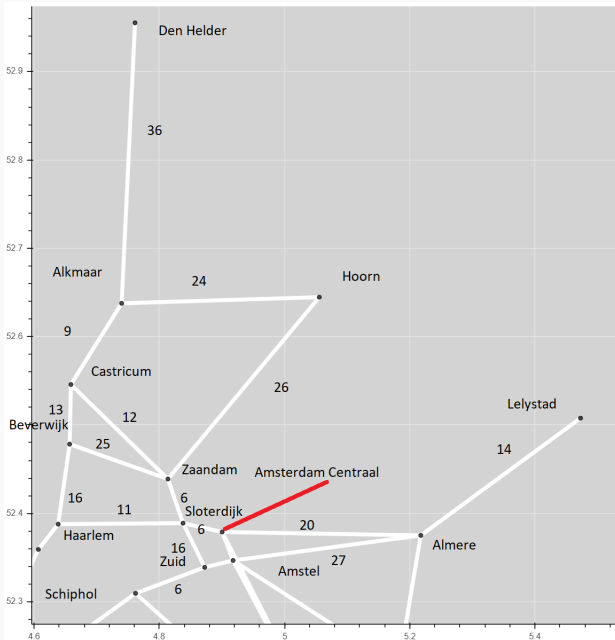 Den Helder
52.9
36
52.8
52.7
Alkmaar
24
Hoorn
9
52.6
Castricum
26
13
12
Lelystad
Beverwijk
25
14
52.5
Zaandam
Amsterdam Centraal
16
6
11
Sloterdijk
52.4
6
20
Haarlem
16
27
Almere
Zuid
Amstel
6
Schiphol
52.3
4.6
4.8
5
5.2
5.4